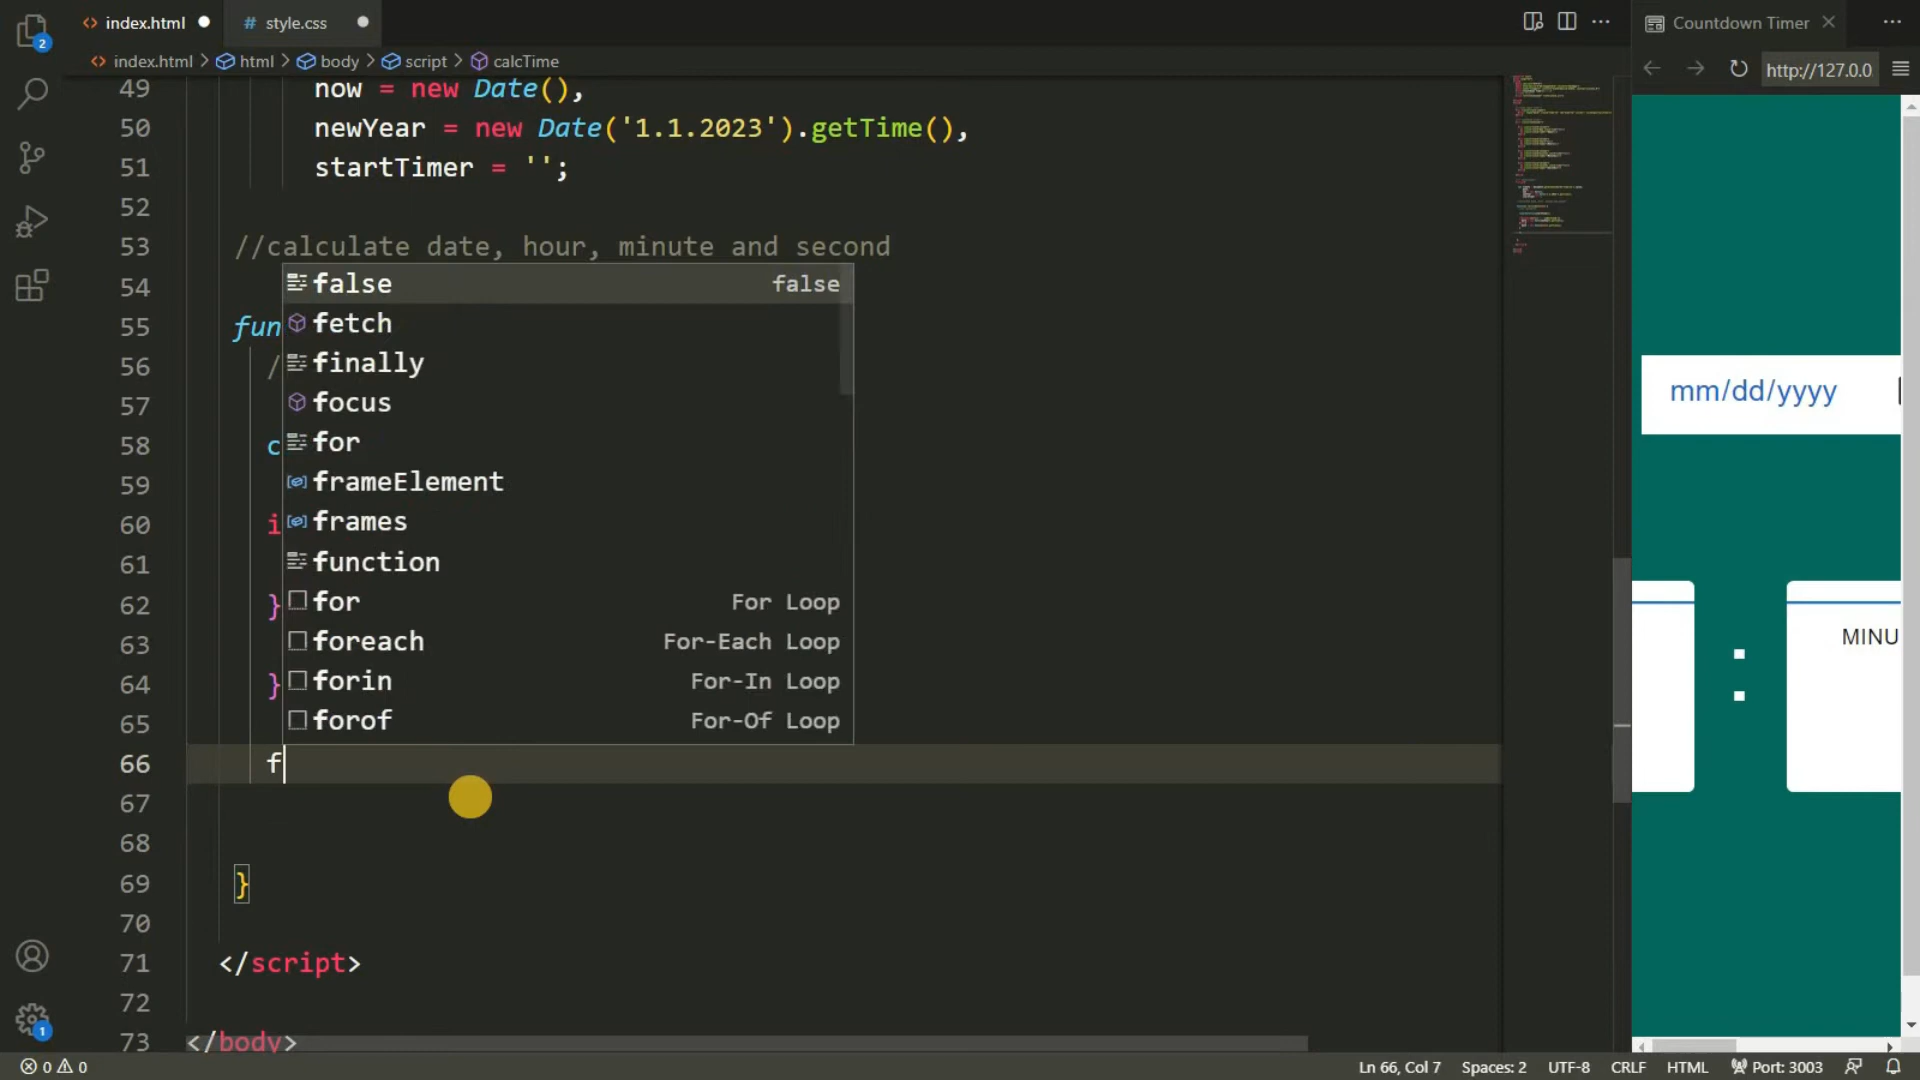 index.html
style.css
index.html
html
body
script
calcTime
49 now = new Date(),
50 newYear = new Date('1.1.2023').getTime(),
51 startTimer = '';
52
53 //calculate date, hour, minute and second
54
55 fun
56 /
57
58 c
59
60 i
61
62 }
63
64 }
65
66 f
67
68
69 }
70
71 </script>
72
73 </body>
false false
fetch
finally
focus
for
frameElement
frames
function
for For Loop
foreach For-Each Loop
forin For-In Loop
forof For-Of Loop
Countdown Timer
http://127.0.0
mm/dd/yyyy
:
MINU
2
1
0 0
Ln 66, Col 7
Spaces: 2
UTF-8
CRLF
HTML
Port: 3003